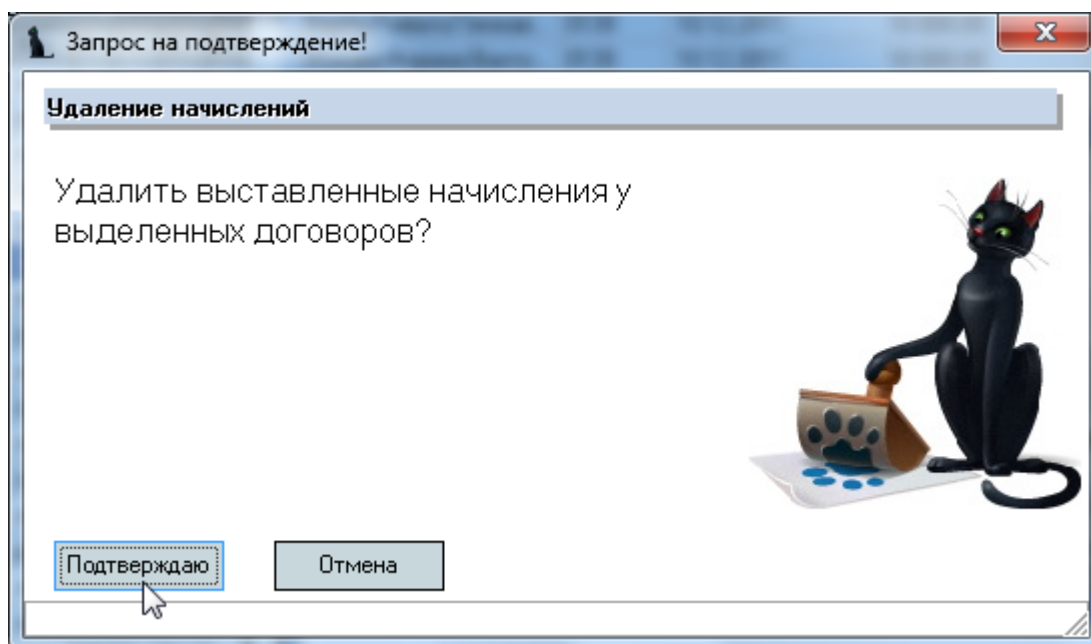 Запрос на подтверждение!
Удаление начислений
Удалить выставленные начисления у
выделенных договоров?
Подтверждаю
Отмена